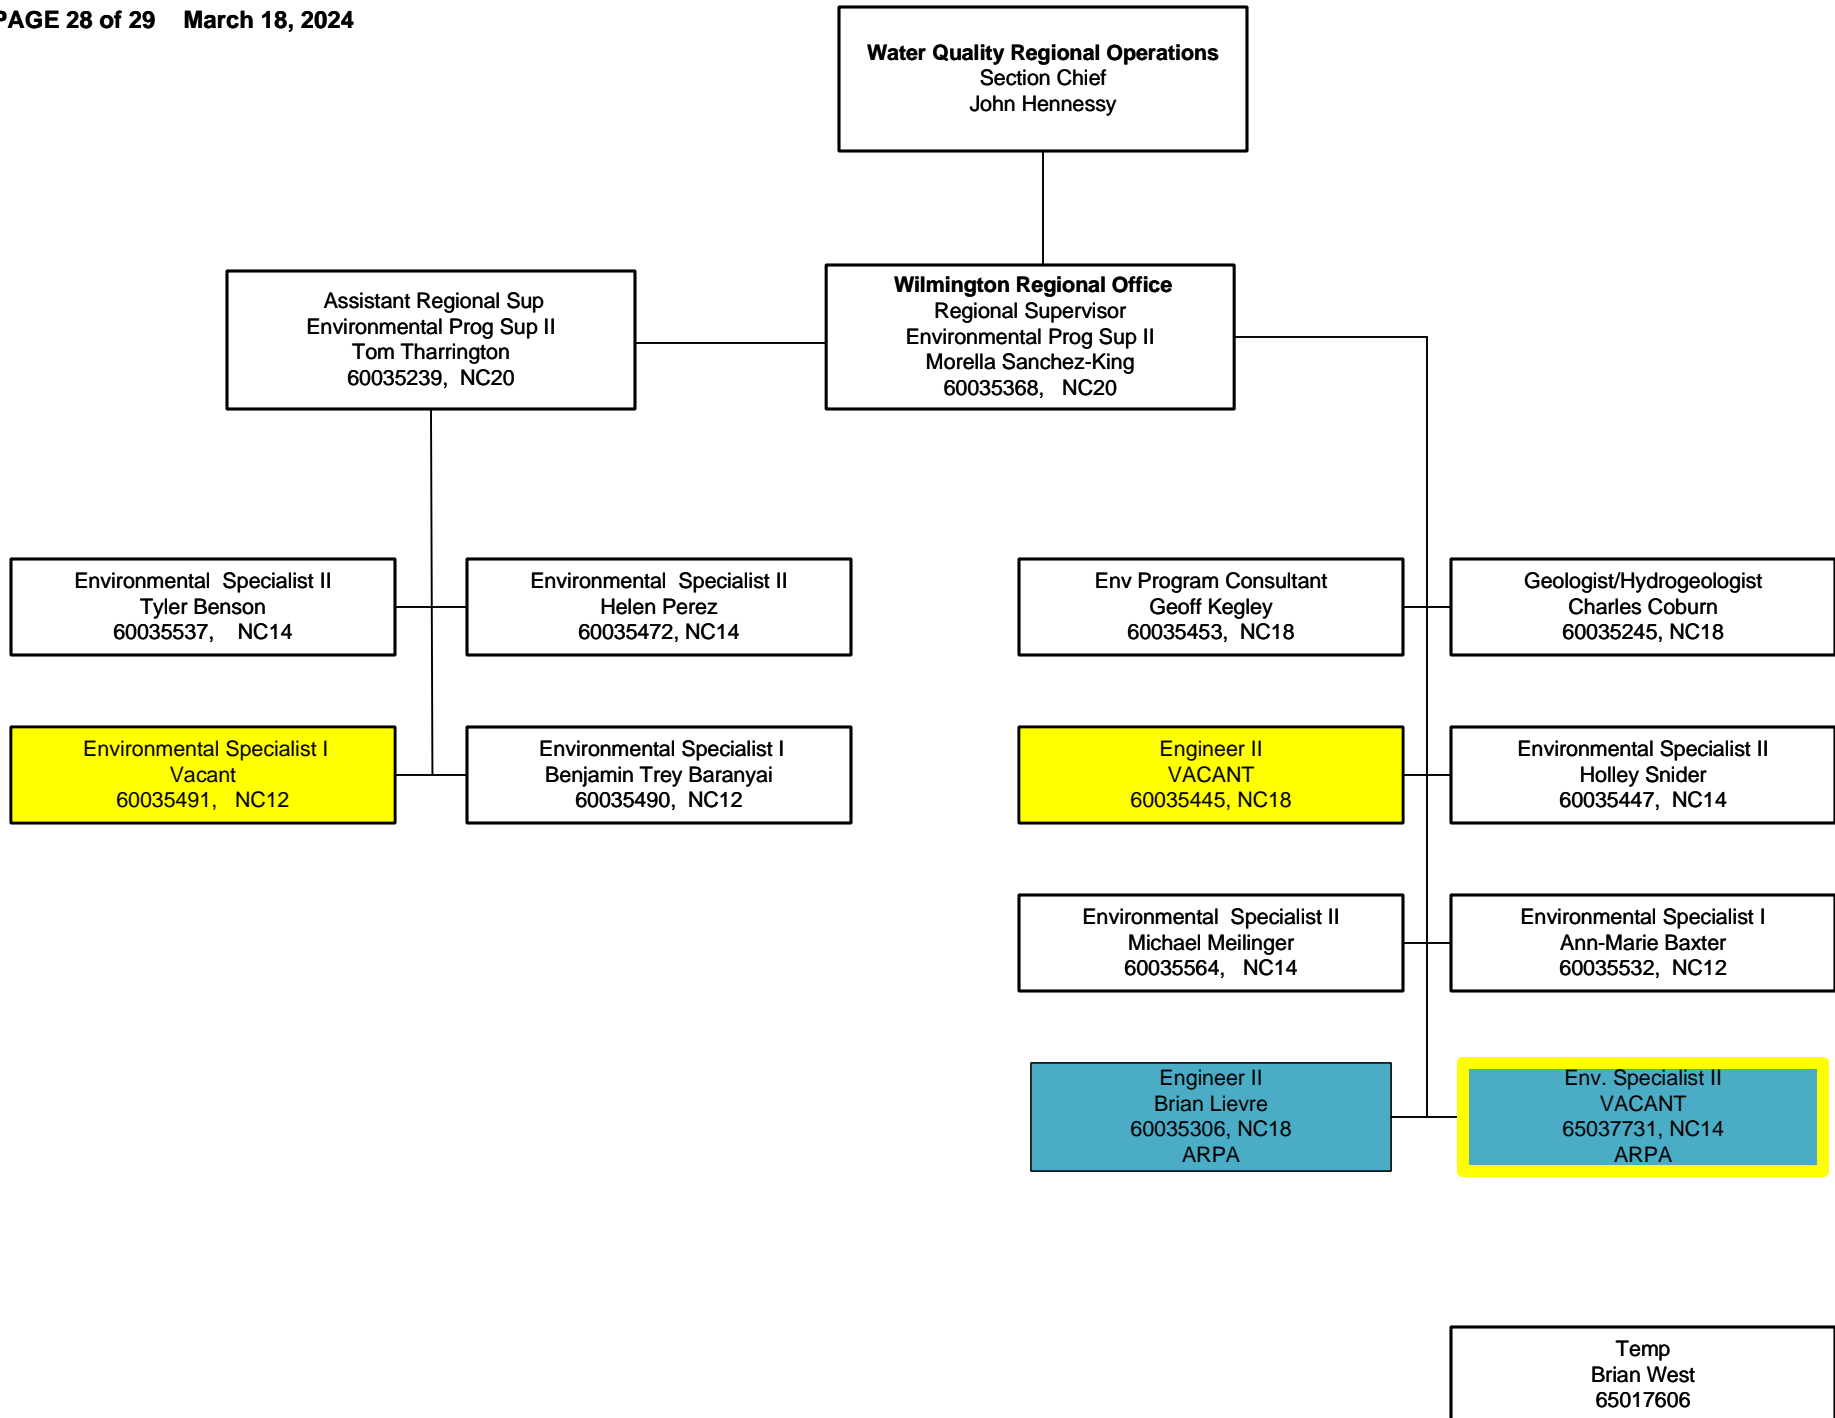 PAGE 28 of 29 March 18, 2024
Water Quality Regional Operations
Section Chief
John Hennessy
Assistant Regional Sup
Environmental Prog Sup II
Tom Tharrington
60035239, NC20
Wilmington Regional Office
Regional Supervisor
Environmental Prog Sup II
Morella Sanchez-King
60035368, NC20
Environmental Specialist II
Tyler Benson
60035537, NC14
Environmental Specialist II
Helen Perez
60035472, NC14
Env Program Consultant
Geoff Kegley
60035453, NC18
Geologist/Hydrogeologist
Charles Coburn
60035245, NC18
Environmental Specialist I
Vacant
60035491, NC12
Environmental Specialist I
Benjamin Trey Baranyai
60035490, NC12
Engineer II
VACANT
60035445, NC18
Environmental Specialist II
Holley Snider
60035447, NC14
Environmental Specialist II
Michael Meilinger
60035564, NC14
Environmental Specialist I
Ann-Marie Baxter
60035532, NC12
Engineer II
Brian Lievre
60035306, NC18
ARPA
Env. Specialist II
VACANT
65037731, NC14
ARPA
Temp
Brian West
65017606